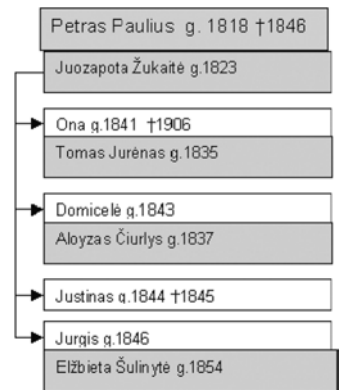 Petras Paulius g. 1818 †1846
Juozapota Žukaitė g.1823
Ona g.1841 †1906
Tomas Jurėnas g.1835
Domicelė g.1843
Aloyzas Čiurlys g.1837
Justinas g.1844 †1845
Jurgis g.1846
Elžbieta Šulinytė g.1854